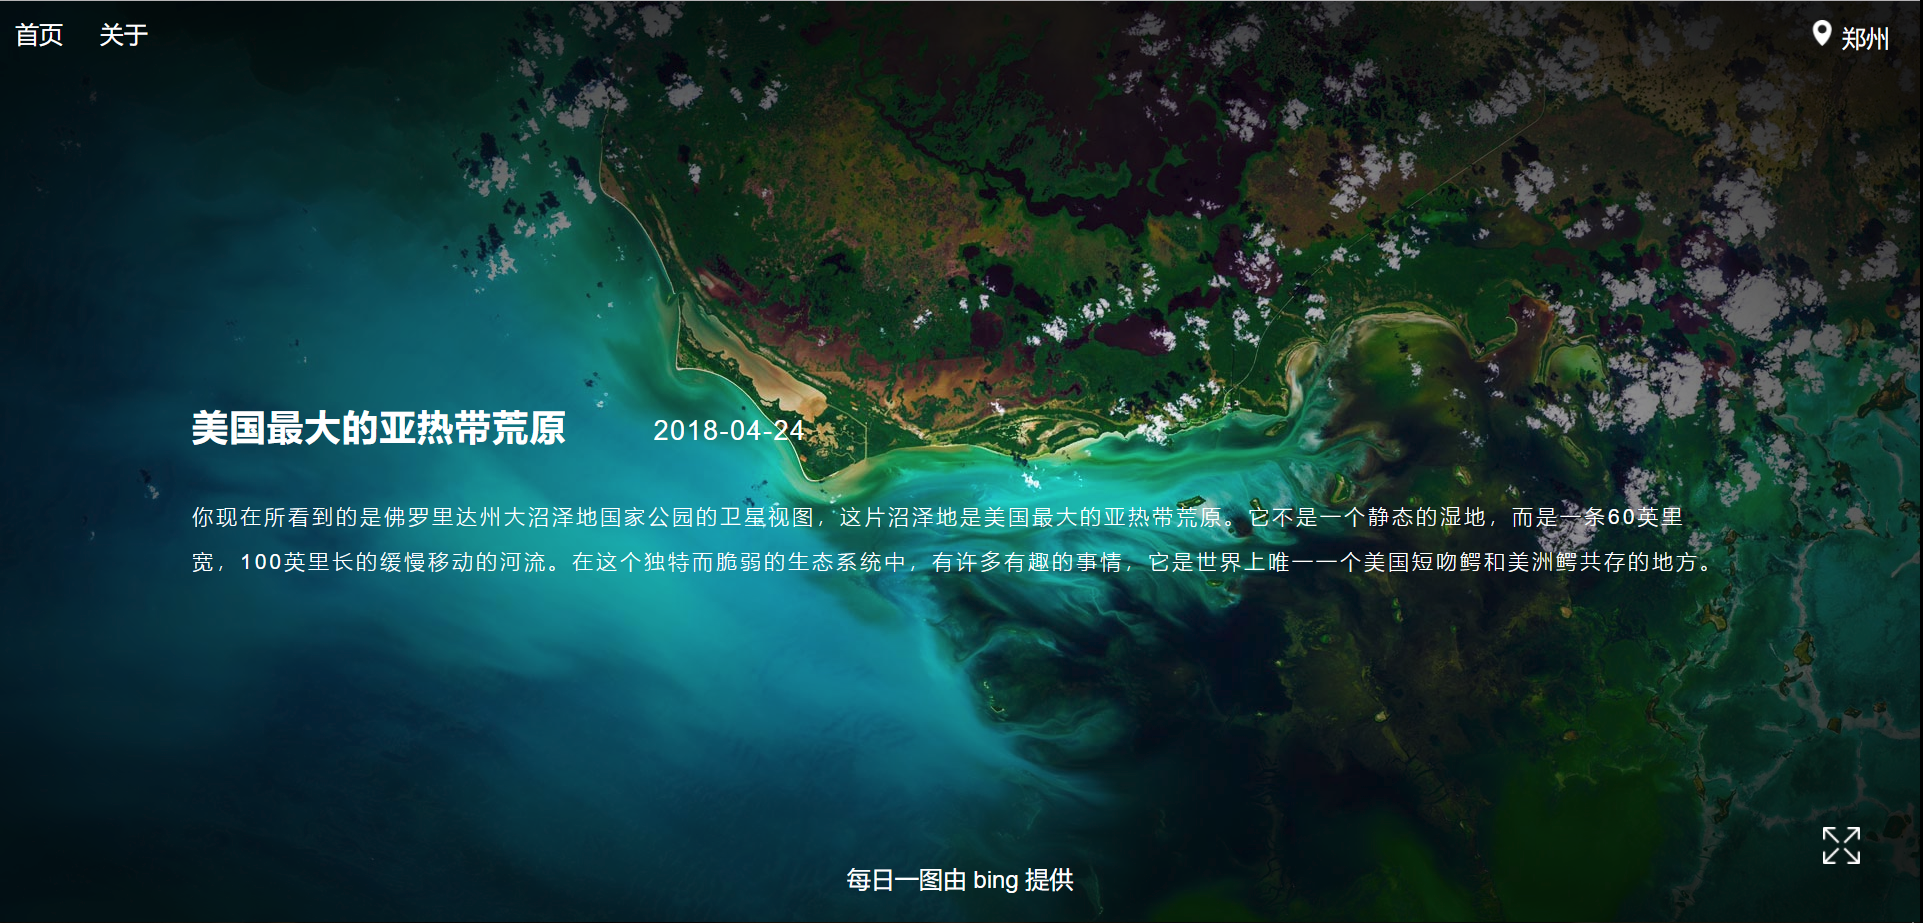 首页 关于 郑州
美国最大的亚热带荒原 2018-04-24
你现在所看到的是佛罗里达州大沼泽地国家公园的卫星视图，这片沼泽地是美国最大的亚热带荒原。它不是一个静态的湿地，而是一条60英里
宽，100英里长的缓慢移动的河流。在这个独特而脆弱的生态系统中，有许多有趣的事情，它是世界上唯一一个美国短吻鳄和美洲鳄共存的地方。
每日一图由 bing 提供